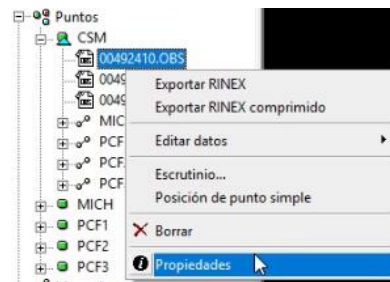 Puntos
CSM
00492410.OBS
0049
0049
MIC
PCF
PCF
PCF
MICH
PCF1
PCF2
PCF3
Exportar RINEX
Exportar RINEX comprimido
Editar datos
Escrutinio...
Posición de punto simple
Borrar
Propiedades